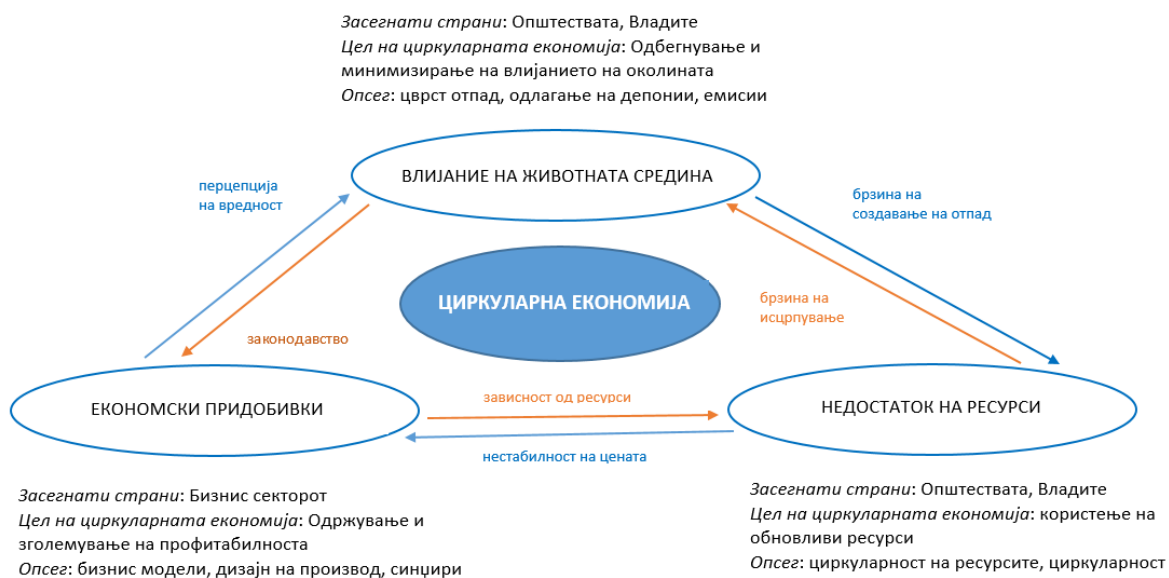 Засегнати страни: Општествата, Владите
Цел на циркуларната економија: Одбегнување и
минимизирање на влијанието на околината
Опсег: цврст отпад, одлагање на депонии, емисии
ВЛИЈАНИЕ НА ЖИВОТНАТА СРЕДИНА
перцепција
на вредност
брзина на
создавање на отпад
ЦИРКУЛАРНА ЕКОНОМИЈА
брзина на
исцрпување
законодавство
ЕКОНОМСКИ ПРИДОБИВКИ
зависност од ресурси
НЕДОСТАТОК НА РЕСУРСИ
нестабилност на цената
Засегнати страни: Бизнис секторот
Цел на циркуларната економија: Одржување и
зголемување на профитабилноста
Опсег: бизнис модели, дизајн на производ, синџири
Засегнати страни: Општествата, Владите
Цел на циркуларната економија: користење на
обновливи ресурси
Опсег: циркуларност на ресурсите, циркуларност